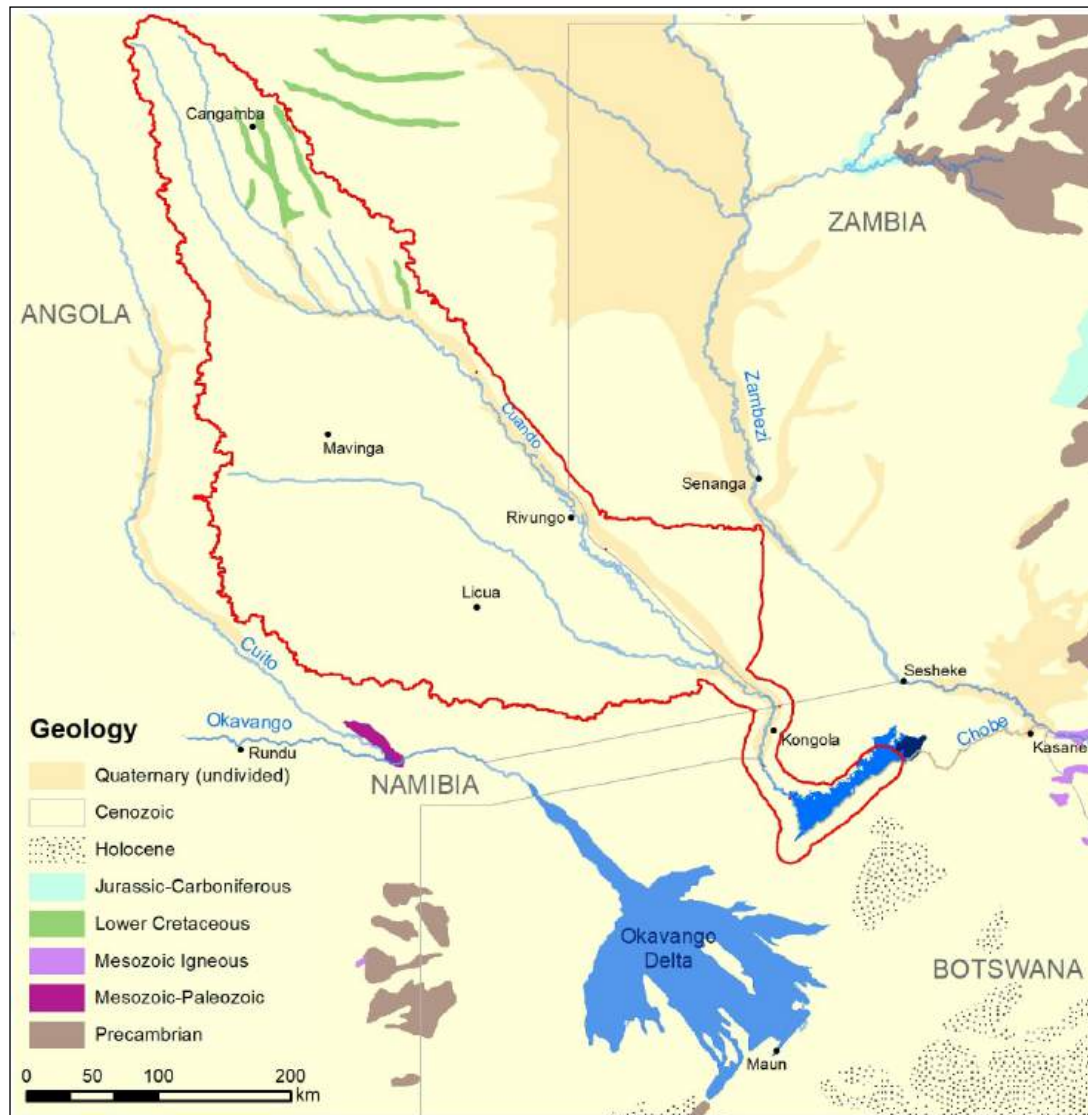 Cangamba
ZAMBIA
ANGOLA
Zambezi
Cuando
Mavinga
Senanga
Rivungo
Licua
Cuito
Sesheke
Okavango
Rundu
Kongola
Chobe
Kasane
NAMIBIA
Okavango
Delta
BOTSWANA
Maun
Geology
Quaternary (undivided)
Cenozoic
Holocene
Jurassic-Carboniferous
Lower Cretaceous
Mesozoic Igneous
Mesozoic-Paleozoic
Precambrian
0 50 100 200
km